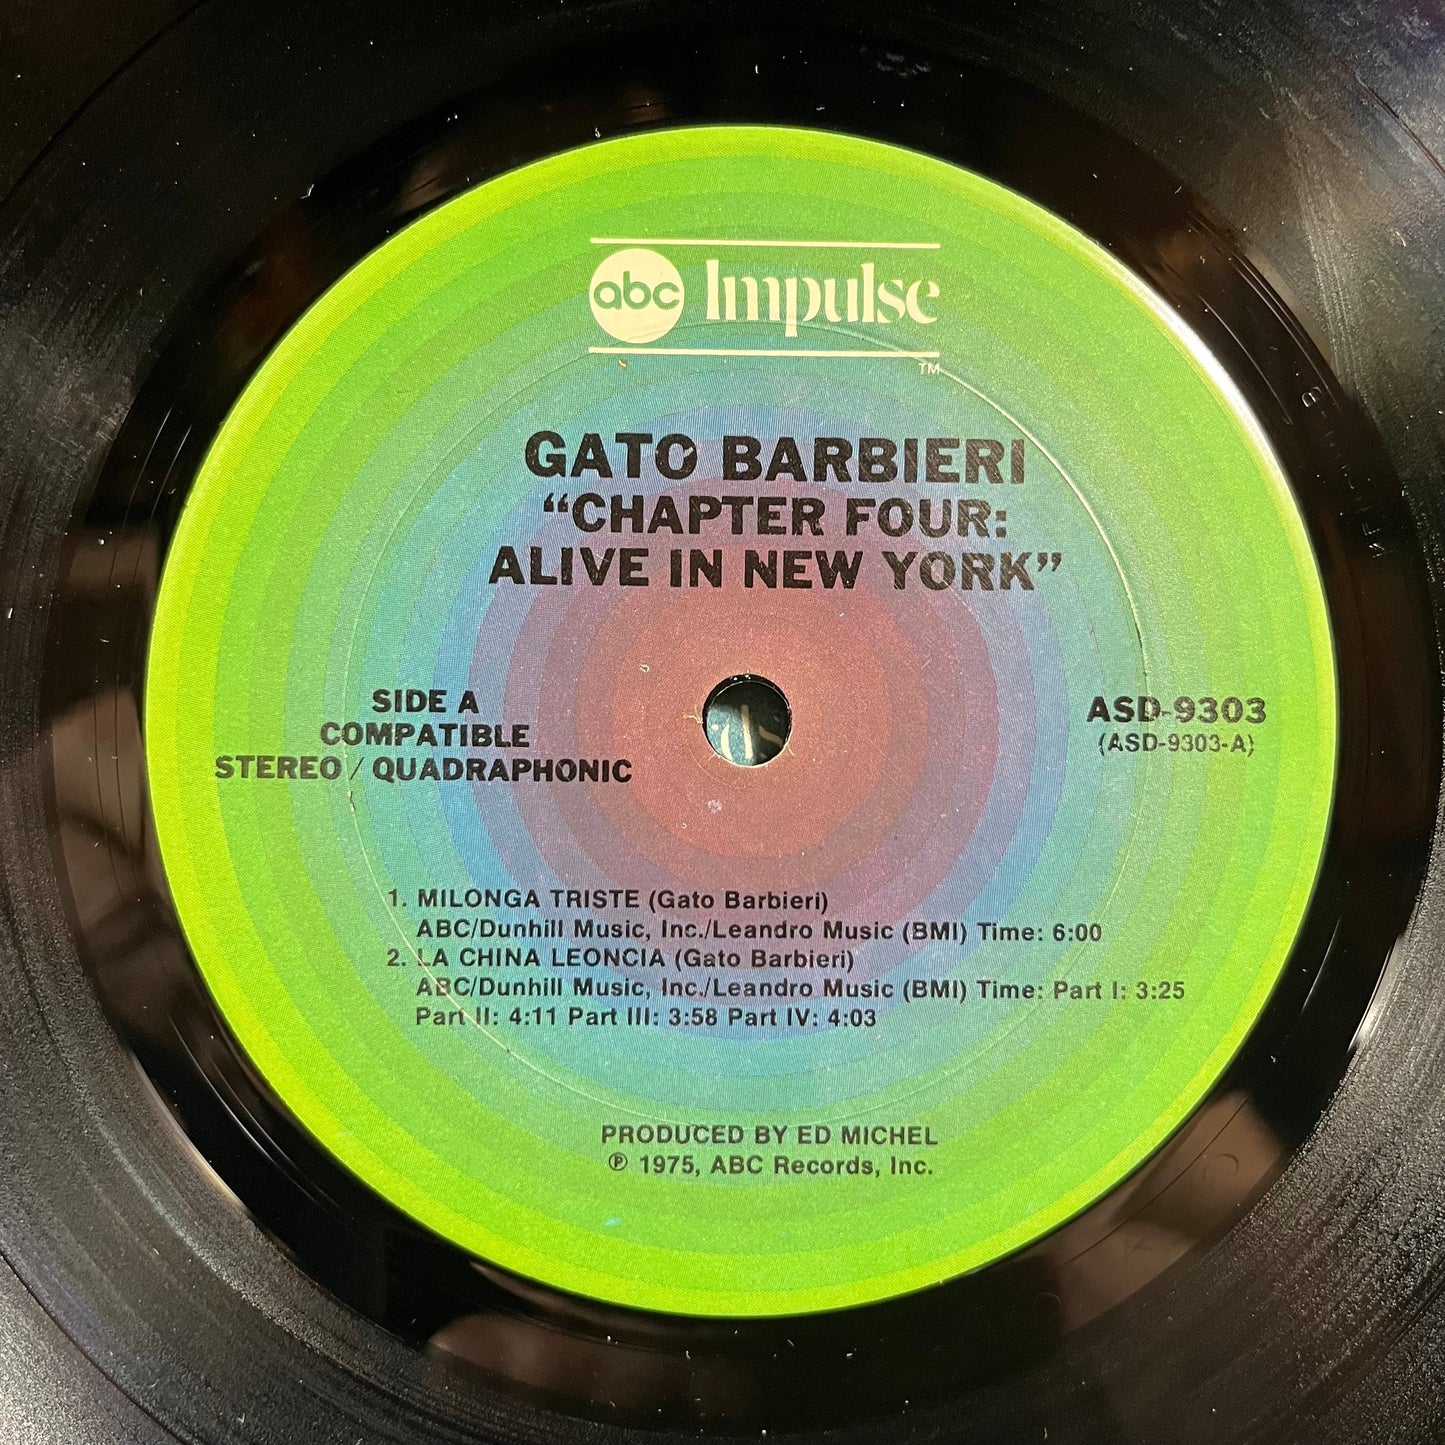 abc Impulse
TM
GATO BARBIERI
“CHAPTER FOUR:
ALIVE IN NEW YORK”
SIDE A
COMPATIBLE
STEREO / QUADRAPHONIC
ASD-9303
(ASD-9303-A)
1. MILONGA TRISTE (Gato Barbieri)
ABC/Dunhill Music, Inc./Leandro Music (BMI) Time: 6:00
2. LA CHINA LEONCIA (Gato Barbieri)
ABC/Dunhill Music, Inc./Leandro Music (BMI) Time: Part I: 3:25
Part II: 4:11 Part III: 3:58 Part IV: 4:03
PRODUCED BY ED MICHEL
℗ 1975, ABC Records, Inc.